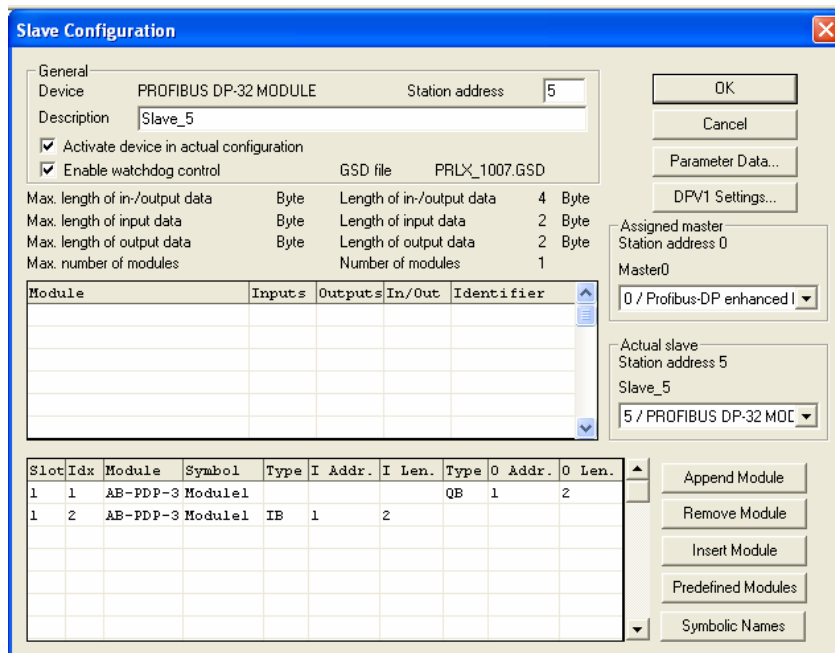 Slave Configuration
General
Device PROFIBUS DP-32 MODULE Station address 5
Description Slave_5
Activate device in actual configuration
Enable watchdog control GSD file PRLX_1007.GSD
Max. length of in-/output data Byte Length of in-/output data 4 Byte
Max. length of input data Byte Length of input data 2 Byte
Max. length of output data Byte Length of output data 2 Byte
Max. number of modules Number of modules 1
OK
Cancel
Parameter Data...
DPV1 Settings...
Assigned master
Station address 0
Master0
0 / Profibus-DP enhanced
Module Inputs Outputs In/Out Identifier
Actual slave
Station address 5
Slave_5
5 / PROFIBUS DP-32 MOD
Slot Idx Module Symbol Type I Addr. I Len. Type O Addr. O Len.
1 1 AB-PDP-3 Module1 QB 1 2
1 2 AB-PDP-3 Module1 IB 1 2
Append Module
Remove Module
Insert Module
Predefined Modules
Symbolic Names